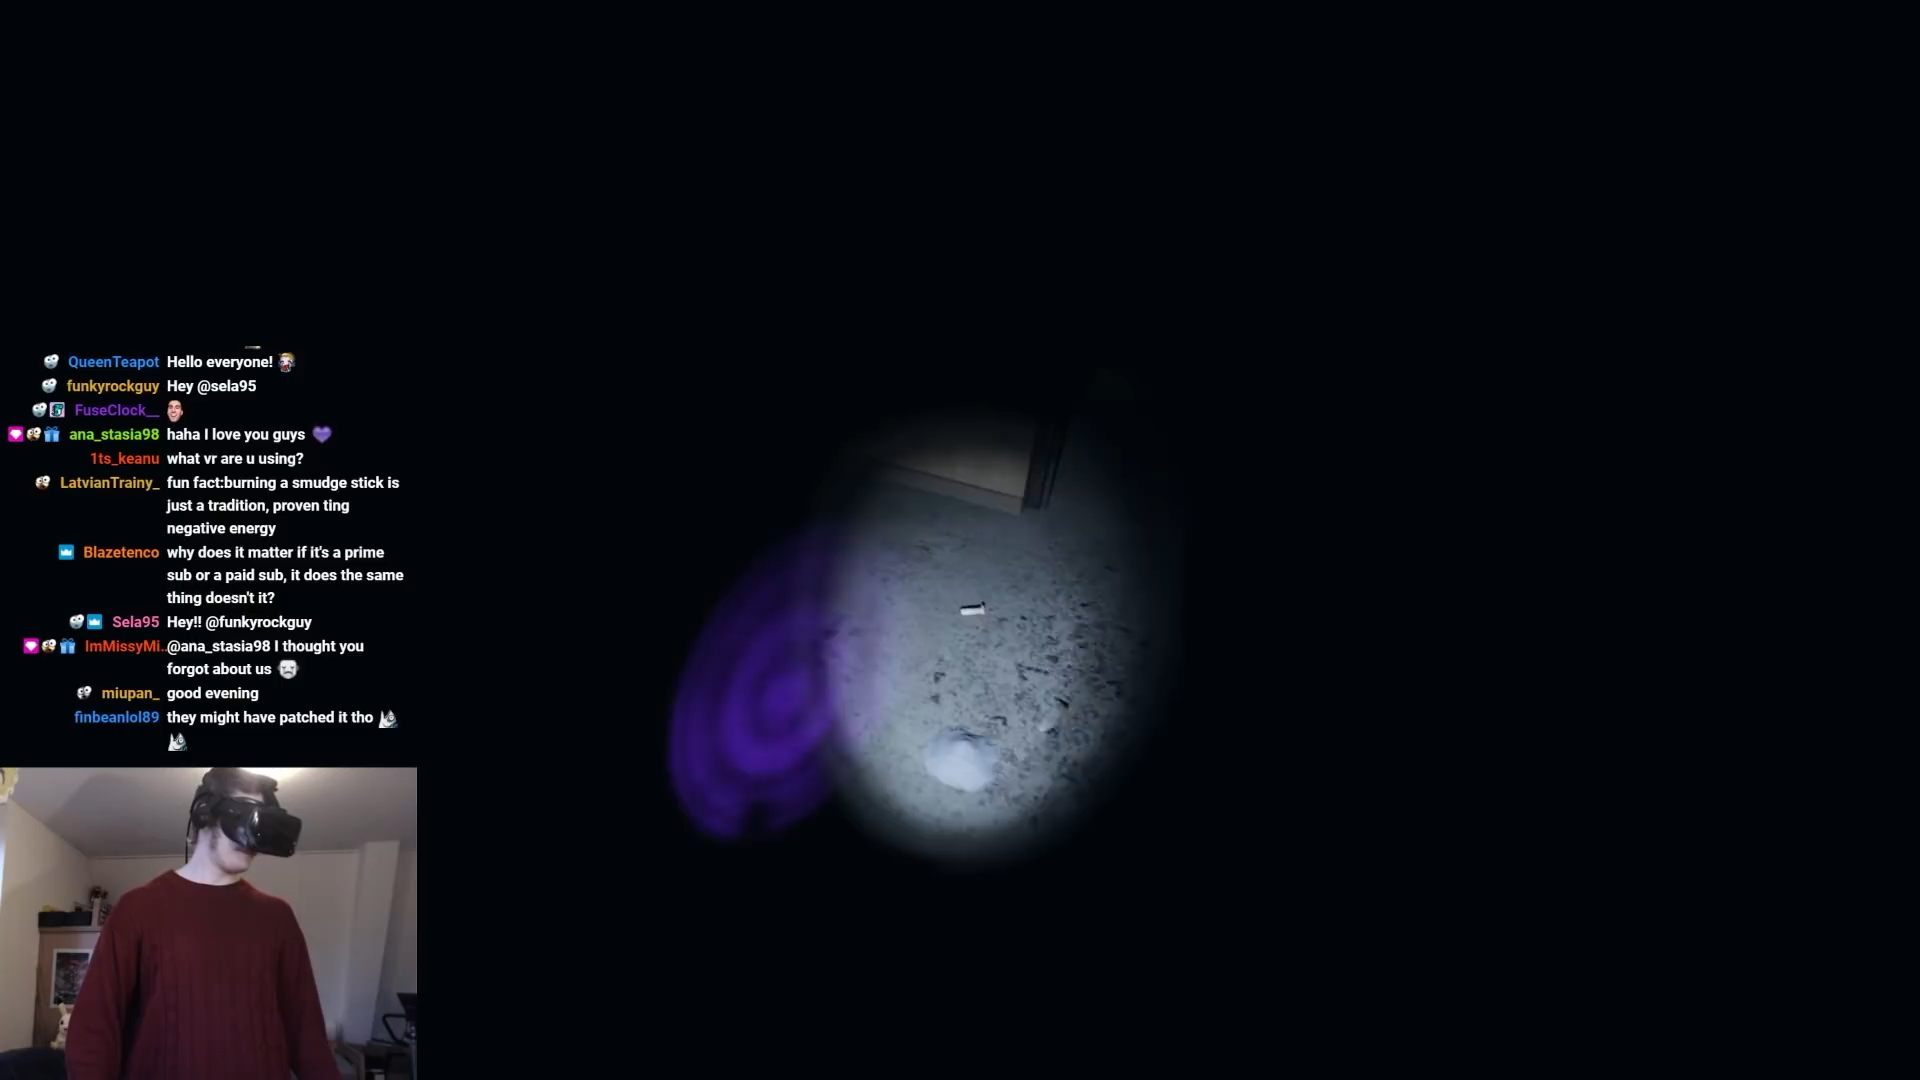 QueenTeapot Hello everyone!
funkyrockguy Hey @sela95
FuseClock__
ana_stasia98 haha I love you guys
1ts_keanu what vr are u using?
LatvianTrainy_ fun fact:burning a smudge stick is
just a tradition, proven ting
negative energy
Blazetenco why does it matter if it's a prime
sub or a paid sub, it does the same
thing doesn't it?
Sela95 Hey!! @funkyrockguy
ImMissyMi.. @ana_stasia98 I thought you
forgot about us
miupan_ good evening
finbeanlol89 they might have patched it tho